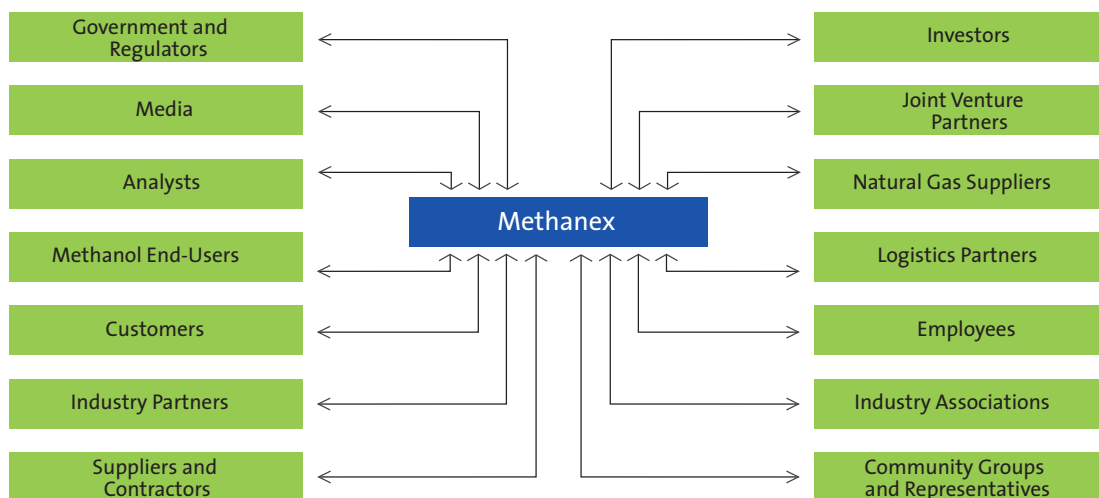 Government and
Regulators
Media
Analysts
Methanol End-Users
Customers
Industry Partners
Suppliers and
Contractors
Methanex
Investors
Joint Venture
Partners
Natural Gas Suppliers
Logistics Partners
Employees
Industry Associations
Community Groups
and Representatives